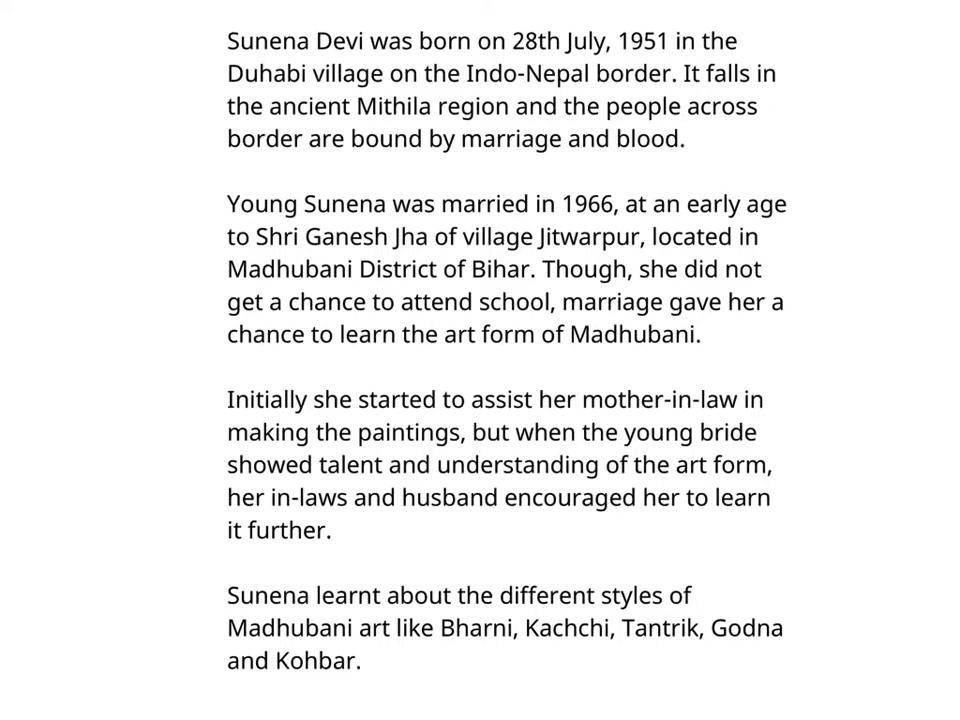 Sunena Devi was born on 28th July, 1951 in the
Duhabi village on the Indo-Nepal border. It falls in
the ancient Mithila region and the people across
border are bound by marriage and blood.
Young Sunena was married in 1966, at an early age
to Shri Ganesh Jha of village Jitwarpur, located in
Madhubani District of Bihar. Though, she did not
get a chance to attend school, marriage gave her a
chance to learn the art form of Madhubani.
Initially she started to assist her mother-in-law in
making the paintings, but when the young bride
showed talent and understanding of the art form,
her in-laws and husband encouraged her to learn
it further.
Sunena learnt about the different styles of
Madhubani art like Bharni, Kachchi, Tantrik, Godna
and Kohbar.